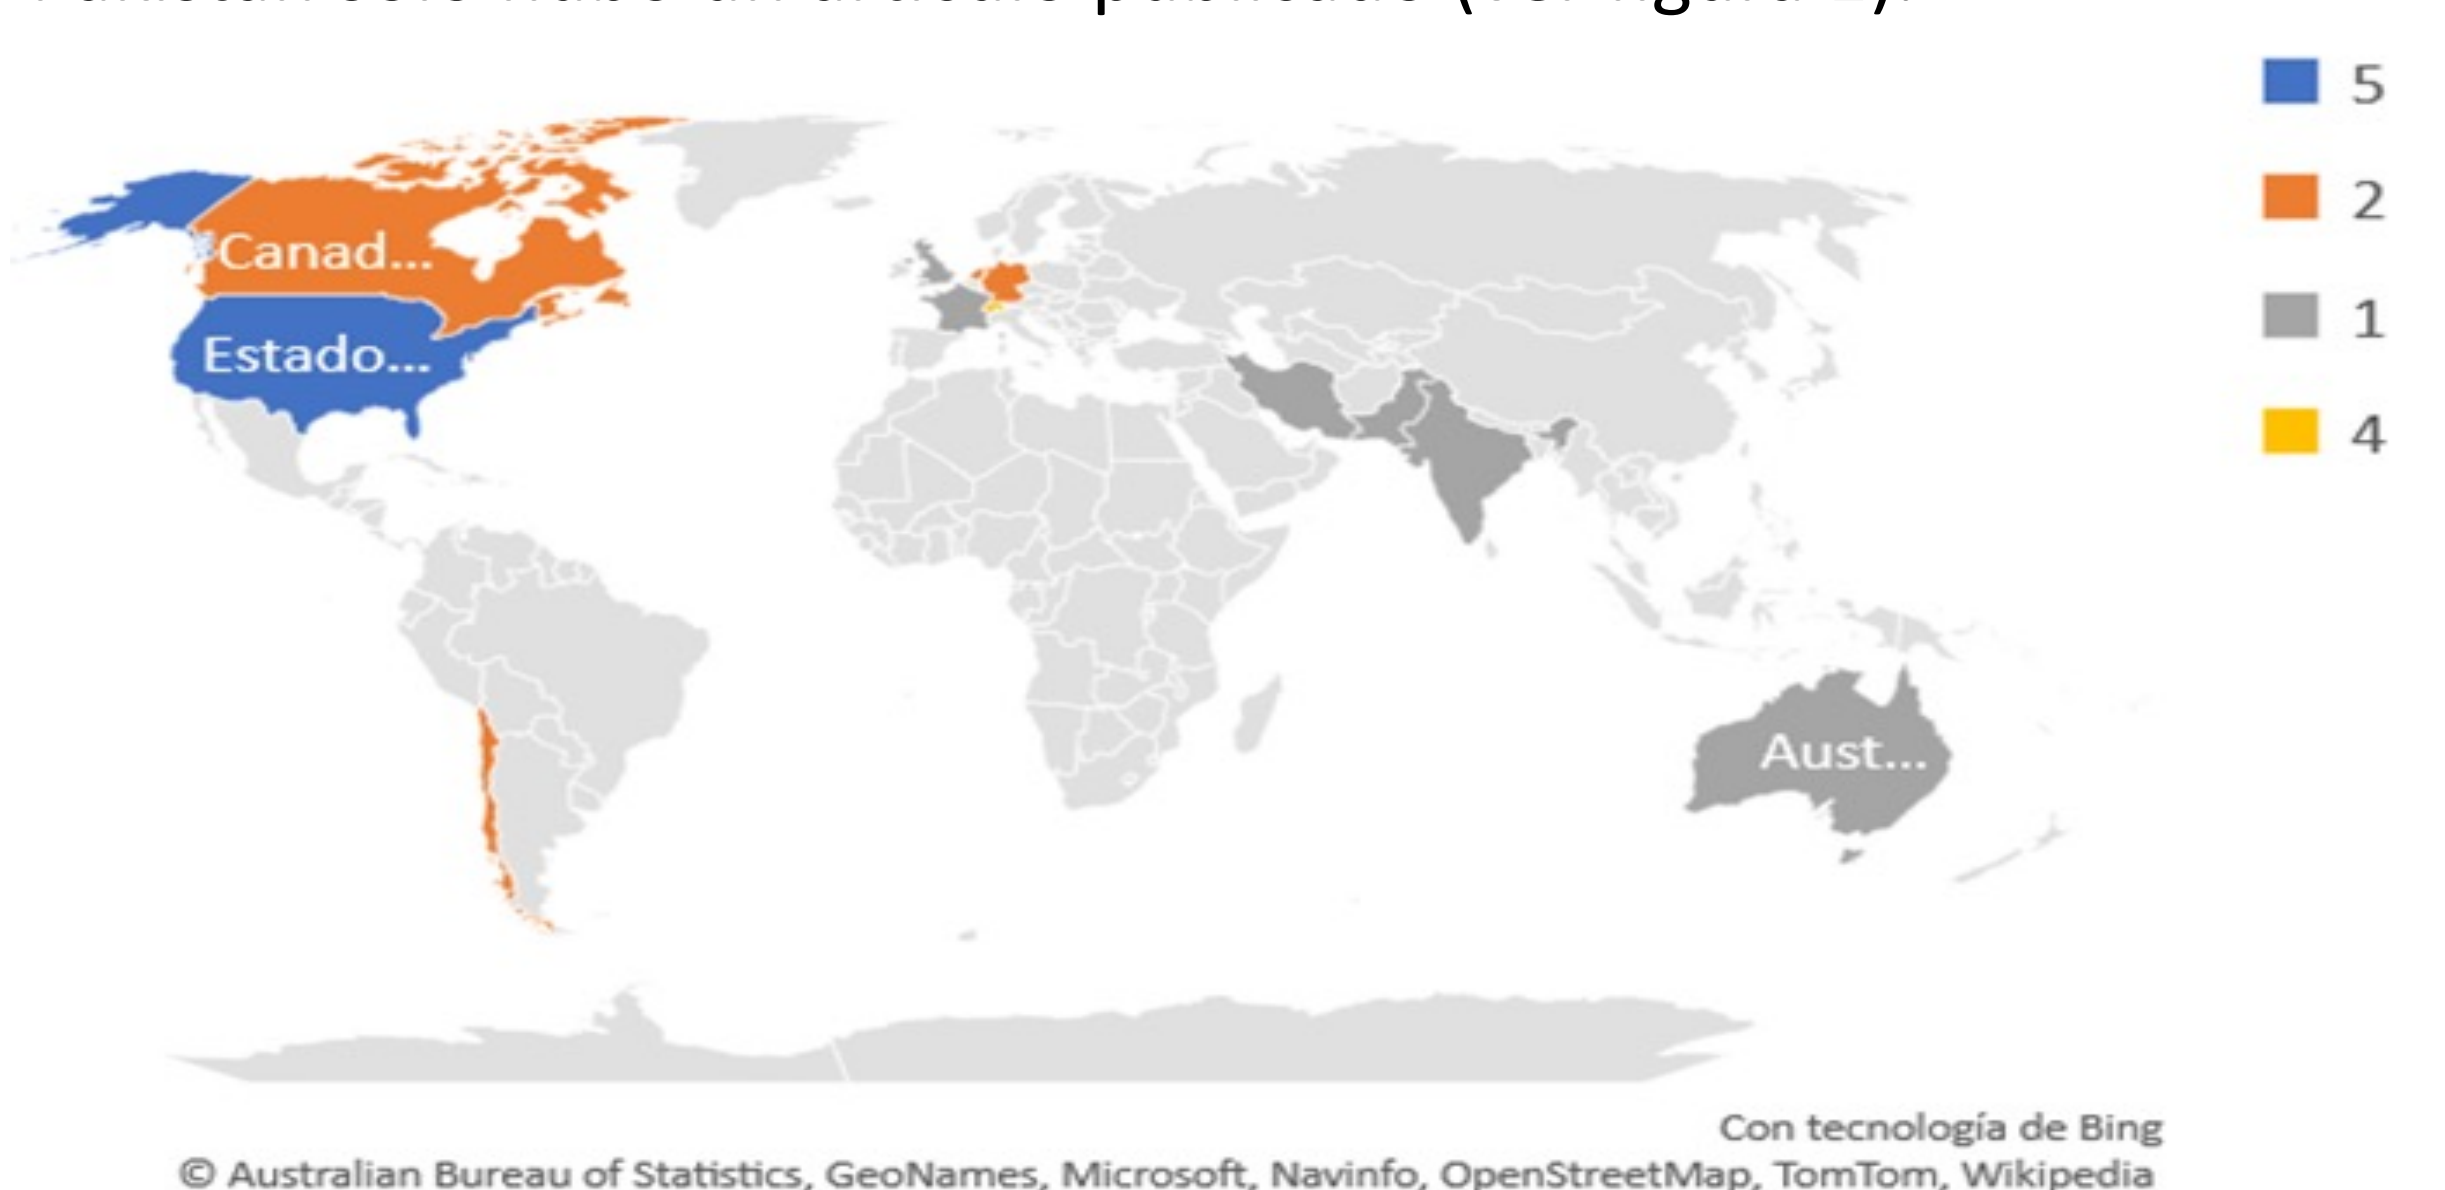 5
2
1
4
Canad...
Estado...
Aust...
Con tecnología de Bing
© Australian Bureau of Statistics, GeoNames, Microsoft, Navinfo, OpenStreetMap, TomTom, Wikipedia